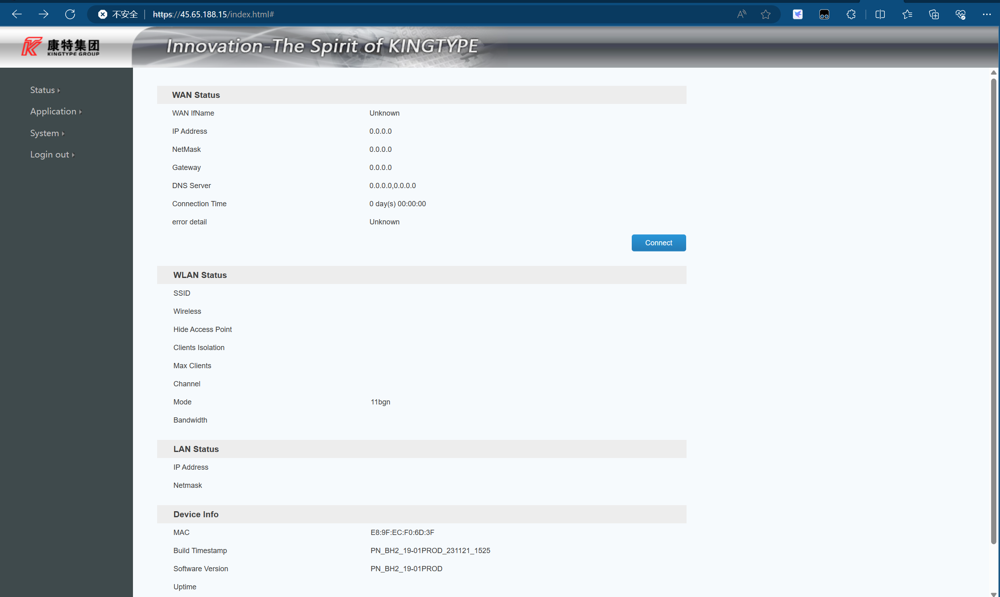 不安全 https://45.65.188.15/index.html#
康特集团
KINGTYPE GROUP
Innovation-The Spirit of KINGTYPE
Status
Application
System
Login out
WAN Status
WAN IfName Unknown
IP Address 0.0.0.0
NetMask 0.0.0.0
Gateway 0.0.0.0
DNS Server 0.0.0.0,0.0.0.0
Connection Time 0 day(s) 00:00:00
error detail Unknown
Connect
WLAN Status
SSID
Wireless
Hide Access Point
Clients Isolation
Max Clients
Channel
Mode 11bgn
Bandwidth
LAN Status
IP Address
Netmask
Device Info
MAC E8:9F:EC:F0:6D:3F
Build Timestamp PN_BH2_19-01PROD_231121_1525
Software Version PN_BH2_19-01PROD
Uptime